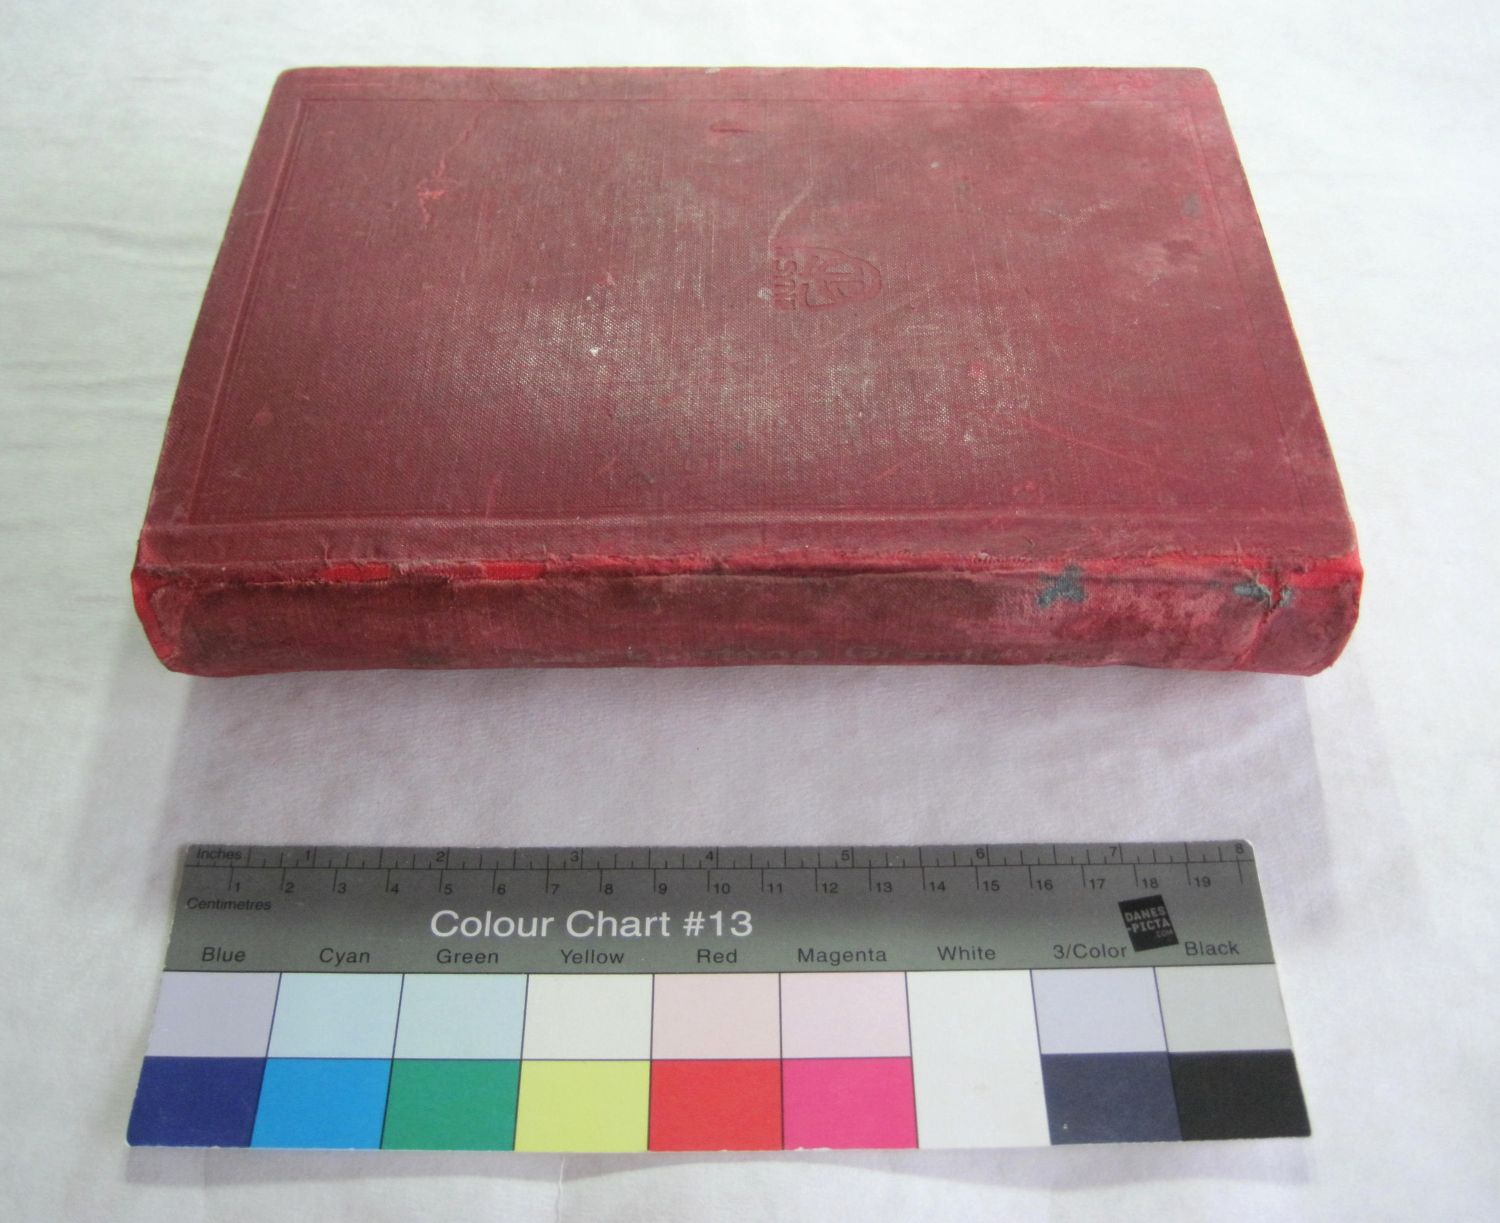 Inches 1 2 3 4 5 6 7 8
1 2 3 4 5 6 7 8 9 10 11 12 13 14 15 16 17 18 19
Centimetres
Colour Chart #13
DANES
-PICTA
.COM
Blue Cyan Green Yellow Red Magenta White 3/Color Black